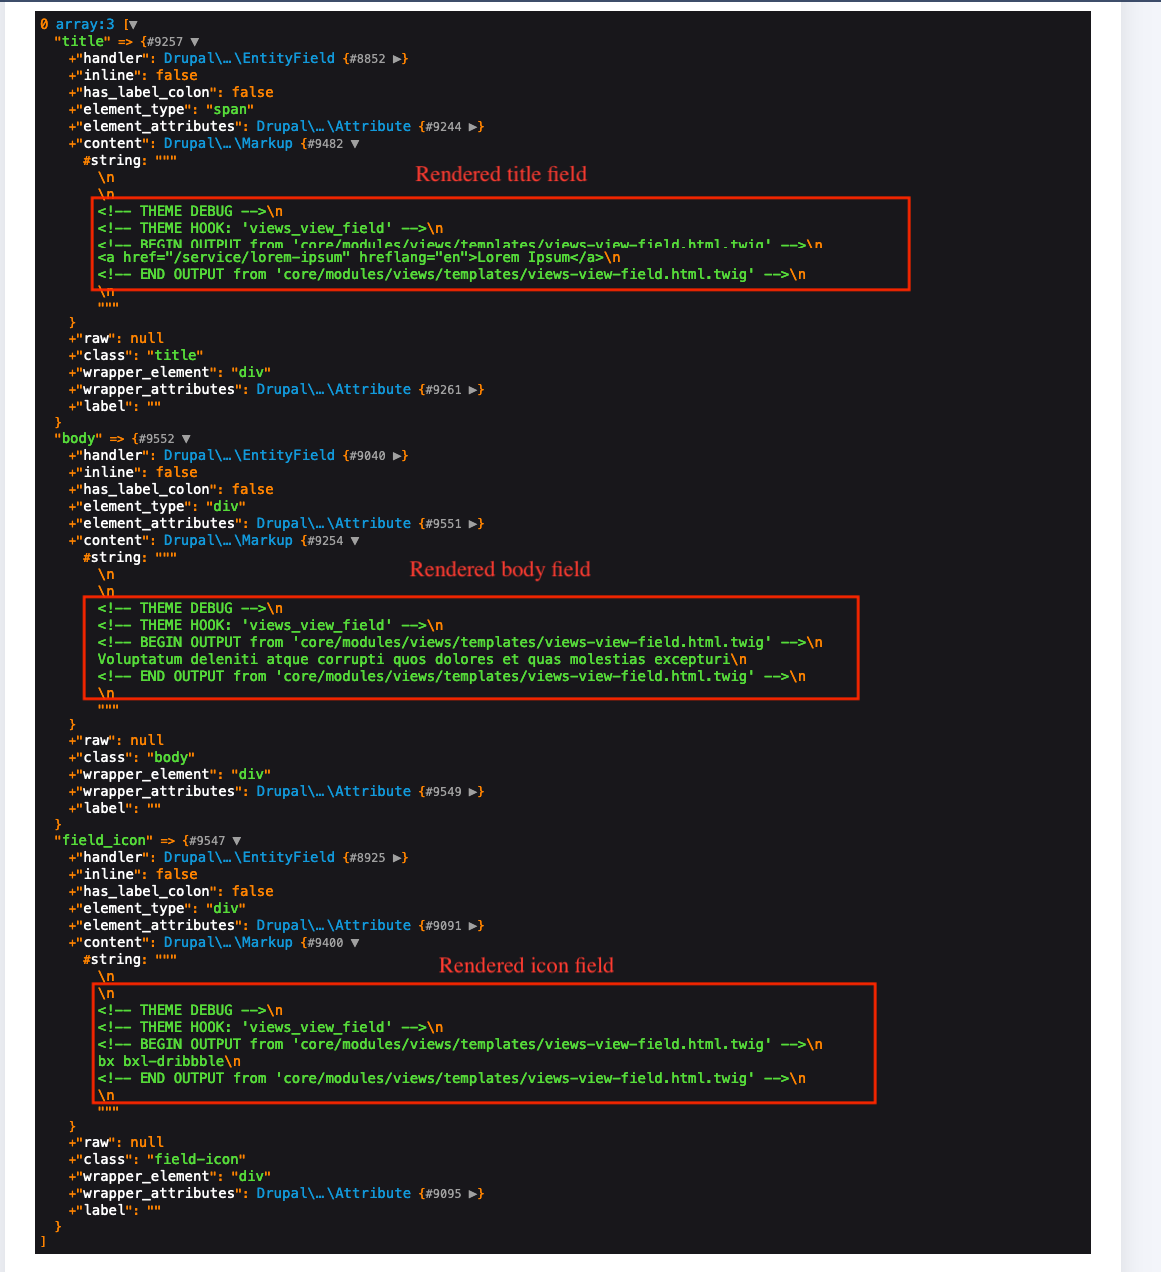 0 array:3 [▼
"title" => {#9257 ▼
+"handler": Drupal\…\EntityField {#8852 ▶}
+"inline": false
+"has_label_colon": false
+"element_type": "span"
+"element_attributes": Drupal\…\Attribute {#9244 ▶}
+"content": Drupal\…\Markup {#9482 ▼
#string: """
\n
Rendered title field
\n
<!-- THEME DEBUG -->\n
<!-- THEME HOOK: 'views_view_field' -->\n
<!-- BEGIN OUTPUT from 'core/modules/views/templates/views-view-field.html.twig' -->\n
<a href="/service/lorem-ipsum" hreflang="en">Lorem Ipsum</a>\n
<!-- END OUTPUT from 'core/modules/views/templates/views-view-field.html.twig' -->\n
\n
"""
}
+"raw": null
+"class": "title"
+"wrapper_element": "div"
+"wrapper_attributes": Drupal\…\Attribute {#9261 ▶}
+"label": ""
}
"body" => {#9552 ▼
+"handler": Drupal\…\EntityField {#9040 ▶}
+"inline": false
+"has_label_colon": false
+"element_type": "div"
+"element_attributes": Drupal\…\Attribute {#9551 ▶}
+"content": Drupal\…\Markup {#9254 ▼
#string: """
\n
Rendered body field
\n
<!-- THEME DEBUG -->\n
<!-- THEME HOOK: 'views_view_field' -->\n
<!-- BEGIN OUTPUT from 'core/modules/views/templates/views-view-field.html.twig' -->\n
Voluptatum deleniti atque corrupti quos dolores et quas molestias excepturi\n
<!-- END OUTPUT from 'core/modules/views/templates/views-view-field.html.twig' -->\n
\n
"""
}
+"raw": null
+"class": "body"
+"wrapper_element": "div"
+"wrapper_attributes": Drupal\…\Attribute {#9549 ▶}
+"label": ""
}
"field_icon" => {#9547 ▼
+"handler": Drupal\…\EntityField {#8925 ▶}
+"inline": false
+"has_label_colon": false
+"element_type": "div"
+"element_attributes": Drupal\…\Attribute {#9091 ▶}
+"content": Drupal\…\Markup {#9400 ▼
#string: """
Rendered icon field
\n
\n
<!-- THEME DEBUG -->\n
<!-- THEME HOOK: 'views_view_field' -->\n
<!-- BEGIN OUTPUT from 'core/modules/views/templates/views-view-field.html.twig' -->\n
bx bxl-dribbble\n
<!-- END OUTPUT from 'core/modules/views/templates/views-view-field.html.twig' -->\n
\n
"""
}
+"raw": null
+"class": "field-icon"
+"wrapper_element": "div"
+"wrapper_attributes": Drupal\…\Attribute {#9095 ▶}
+"label": ""
}
]